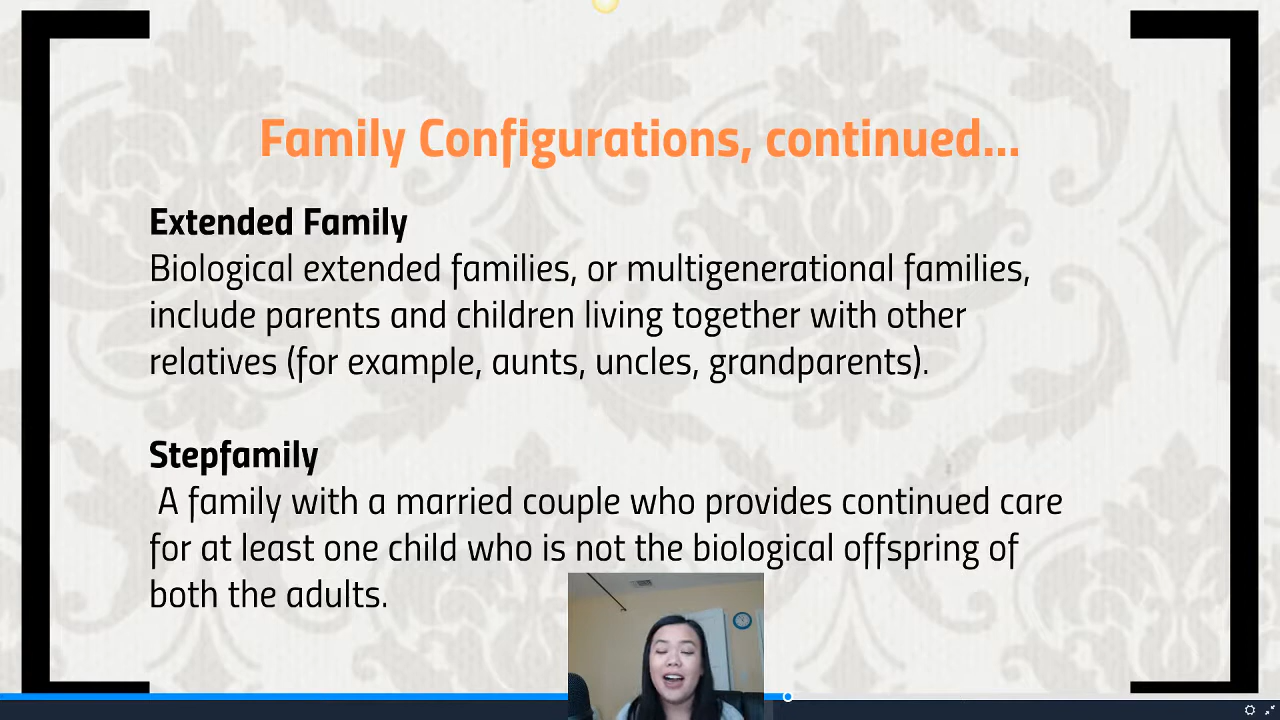 Family Configurations, continued...
Extended Family
Biological extended families, or multigenerational families,
include parents and children living together with other
relatives (for example, aunts, uncles, grandparents).
Stepfamily
A family with a married couple who provides continued care
for at least one child who is not the biological offspring of
both the adults.